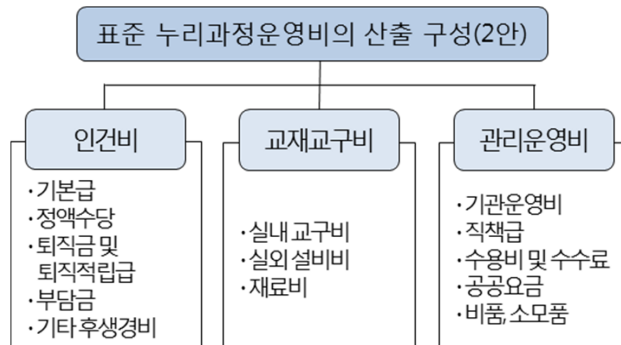 표준 누리과정운영비의 산출 구성(2안)
인건비
·기본급
·정액수당
·퇴직금 및
퇴직적립급
·부담금
·기타 후생경비
교재교구비
·실내 교구비
·실외 설비비
·재료비
관리운영비
·기관운영비
·직책급
·수용비 및 수수료
·공공요금
·비품, 소모품